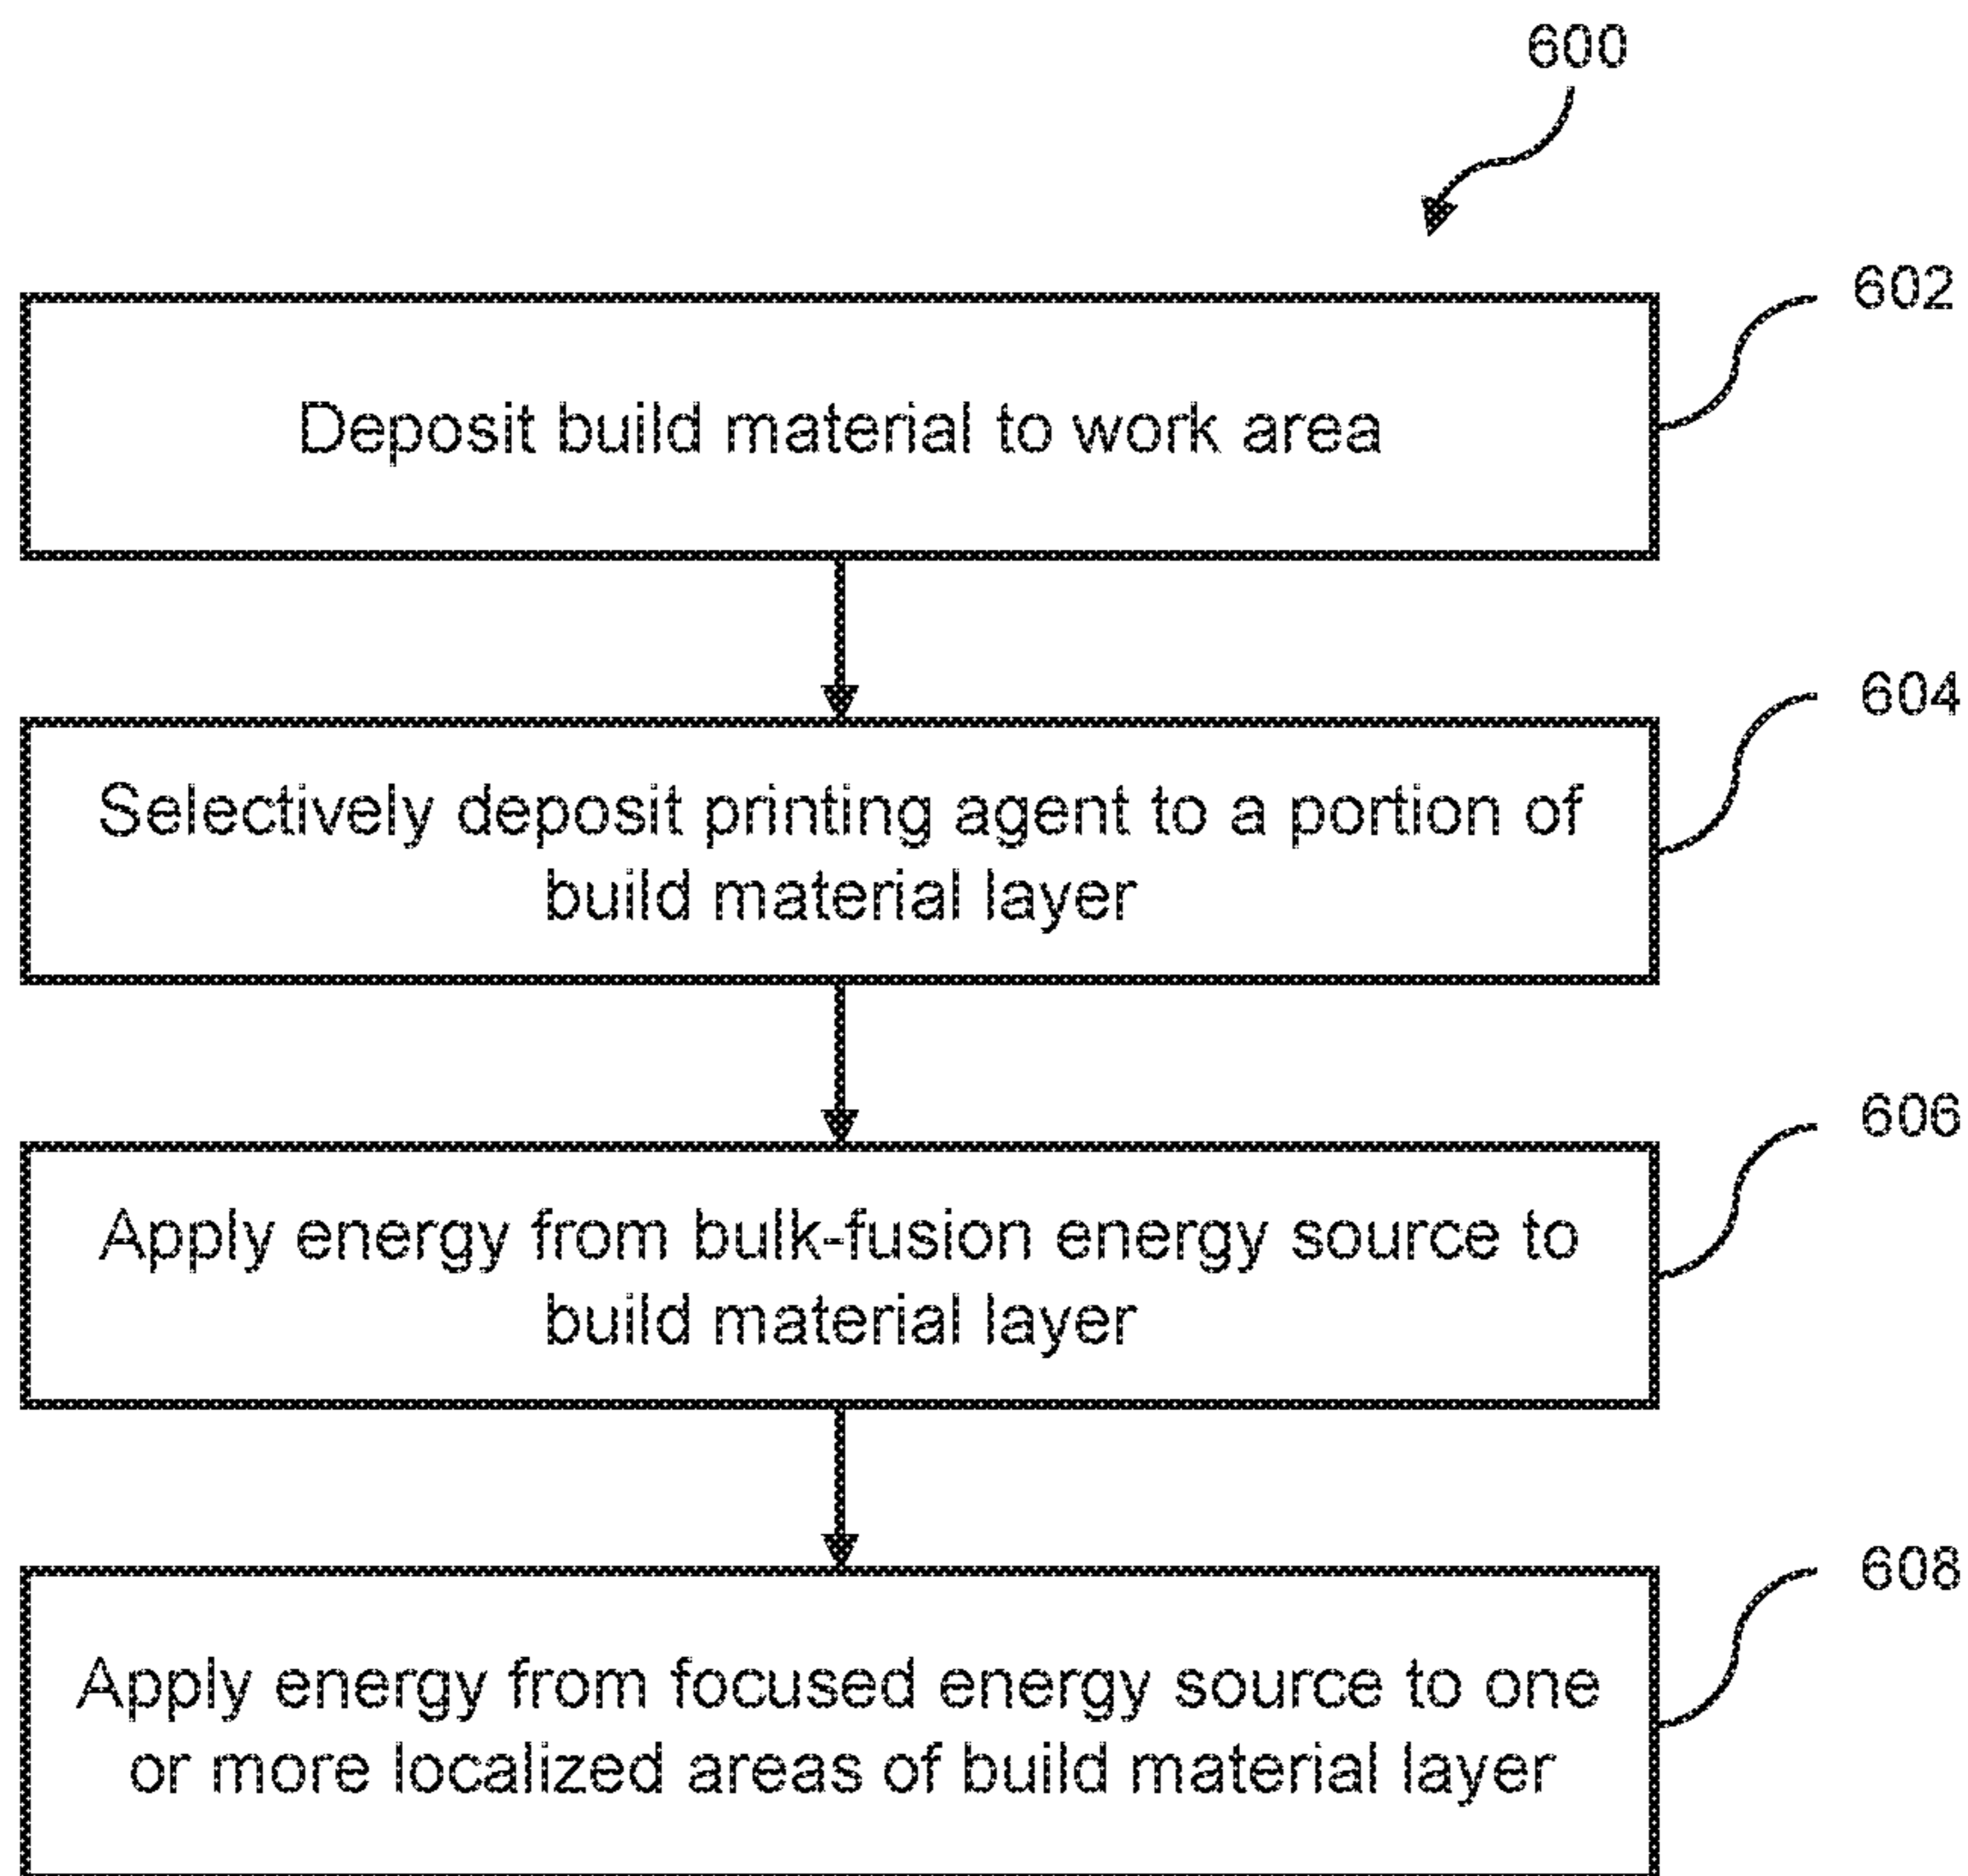 600
602
Deposit build material to work area
604
Selectively deposit printing agent to a portion of
build material layer
606
Apply energy from bulk-fusion energy source to
build material layer
608
Apply energy from focused energy source to one
or more localized areas of build material layer